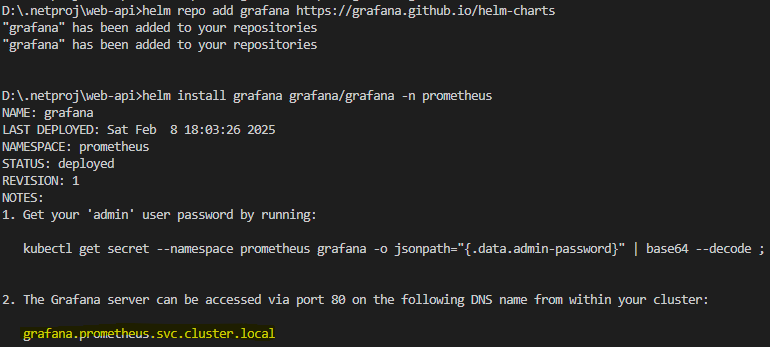 D:\.netproj\web-api>helm repo add grafana https://grafana.github.io/helm-charts
"grafana" has been added to your repositories
"grafana" has been added to your repositories
D:\.netproj\web-api>helm install grafana grafana/grafana -n prometheus
NAME: grafana
LAST DEPLOYED: Sat Feb  8 18:03:26 2025
NAMESPACE: prometheus
STATUS: deployed
REVISION: 1
NOTES:
1. Get your 'admin' user password by running:
kubectl get secret --namespace prometheus grafana -o jsonpath="{.data.admin-password}" | base64 --decode ;
2. The Grafana server can be accessed via port 80 on the following DNS name from within your cluster:
grafana.prometheus.svc.cluster.local